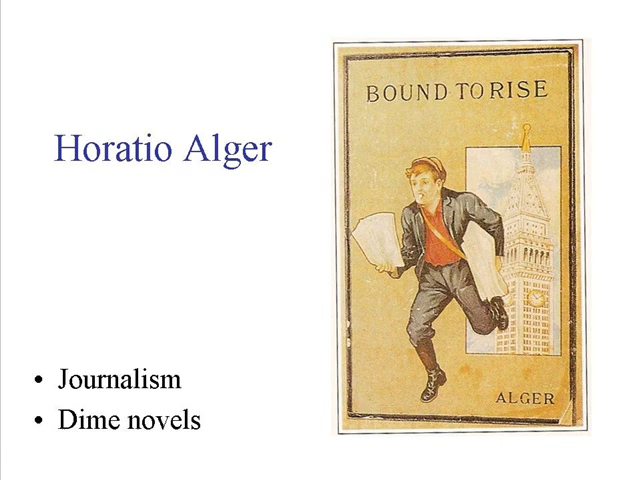 Horatio Alger
• Journalism
• Dime novels
BOUND TO RISE
ALGER